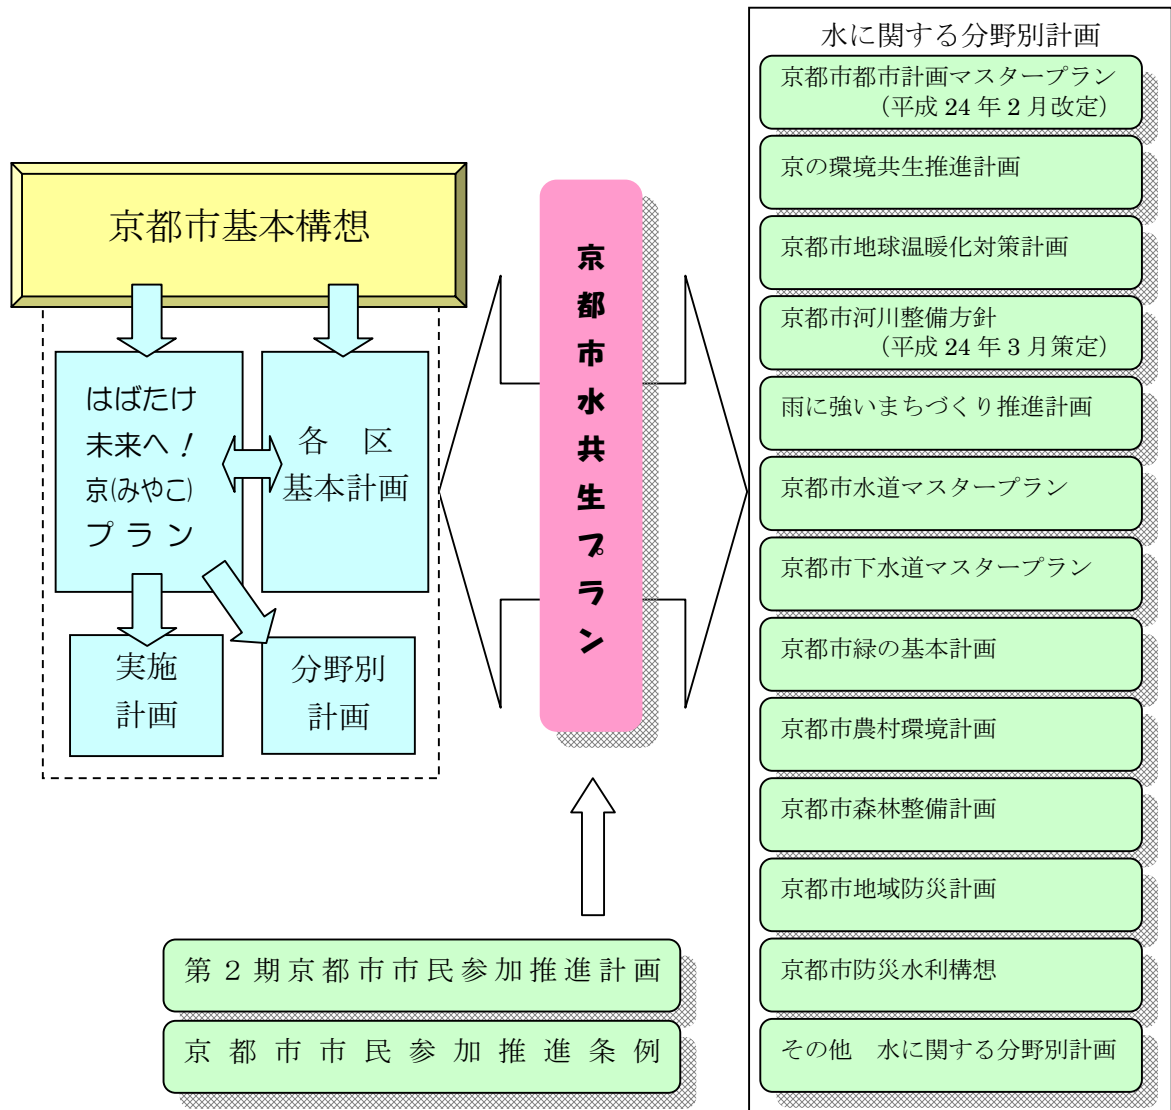 京都市基本構想
はばたけ
未来へ！
京(みやこ)
プラン
各　区
基本計画
実施
計画
分野別
計画
京都市水共生プラン
第２期京都市市民参加推進計画
京都市市民参加推進条例
水に関する分野別計画
京都市都市計画マスタープラン
（平成 24 年 2 月改定）
京の環境共生推進計画
京都市地球温暖化対策計画
京都市河川整備方針
（平成 24 年 3 月策定）
雨に強いまちづくり推進計画
京都市水道マスタープラン
京都市下水道マスタープラン
京都市緑の基本計画
京都市農村環境計画
京都市森林整備計画
京都市地域防災計画
京都市防災水利構想
その他　水に関する分野別計画